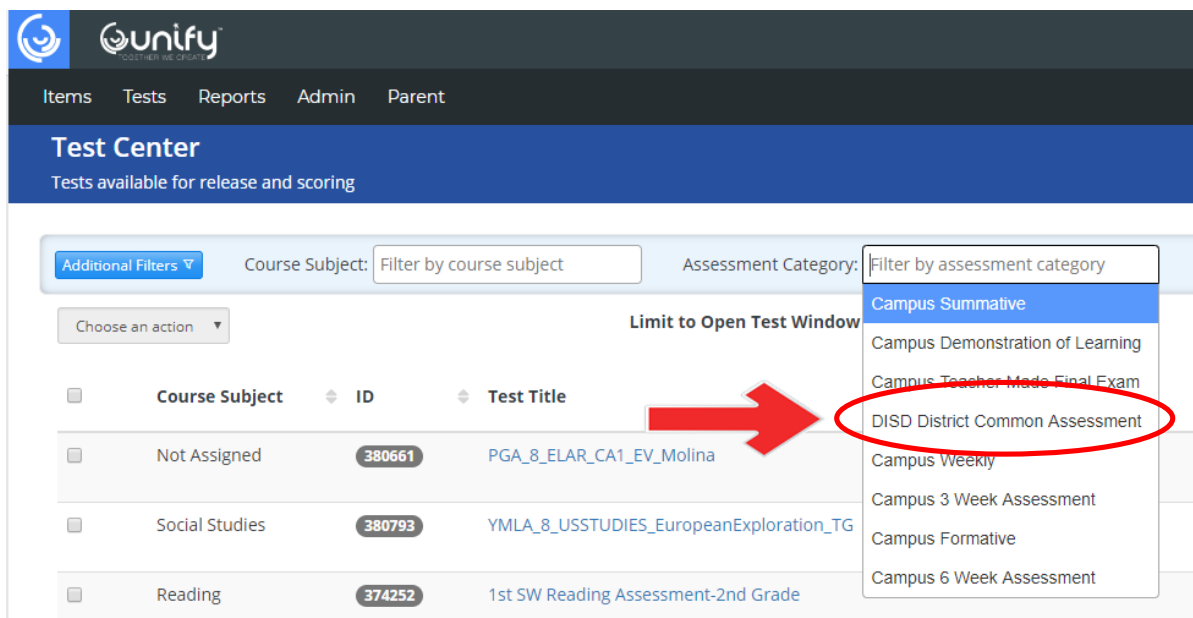 unify
TOGETHER WE CREATE
Items Tests Reports Admin Parent
Test Center
Tests available for release and scoring
Additional Filters Course Subject: Filter by course subject Assessment Category: Filter by assessment category
Campus Summative
Choose an action Limit to Open Test Window
Campus Demonstration of Learning
Campus Teacher Made Final Exam
Course Subject ID Test Title
DISD District Common Assessment
Not Assigned 380661 PGA_8_ELAR_CA1_EV_Molina
Campus Weekly
Campus 3 Week Assessment
Social Studies 380793 YMLA_8_USSTUDIES_EuropeanExploration_TG
Campus Formative
Campus 6 Week Assessment
Reading 374252 1st SW Reading Assessment-2nd Grade